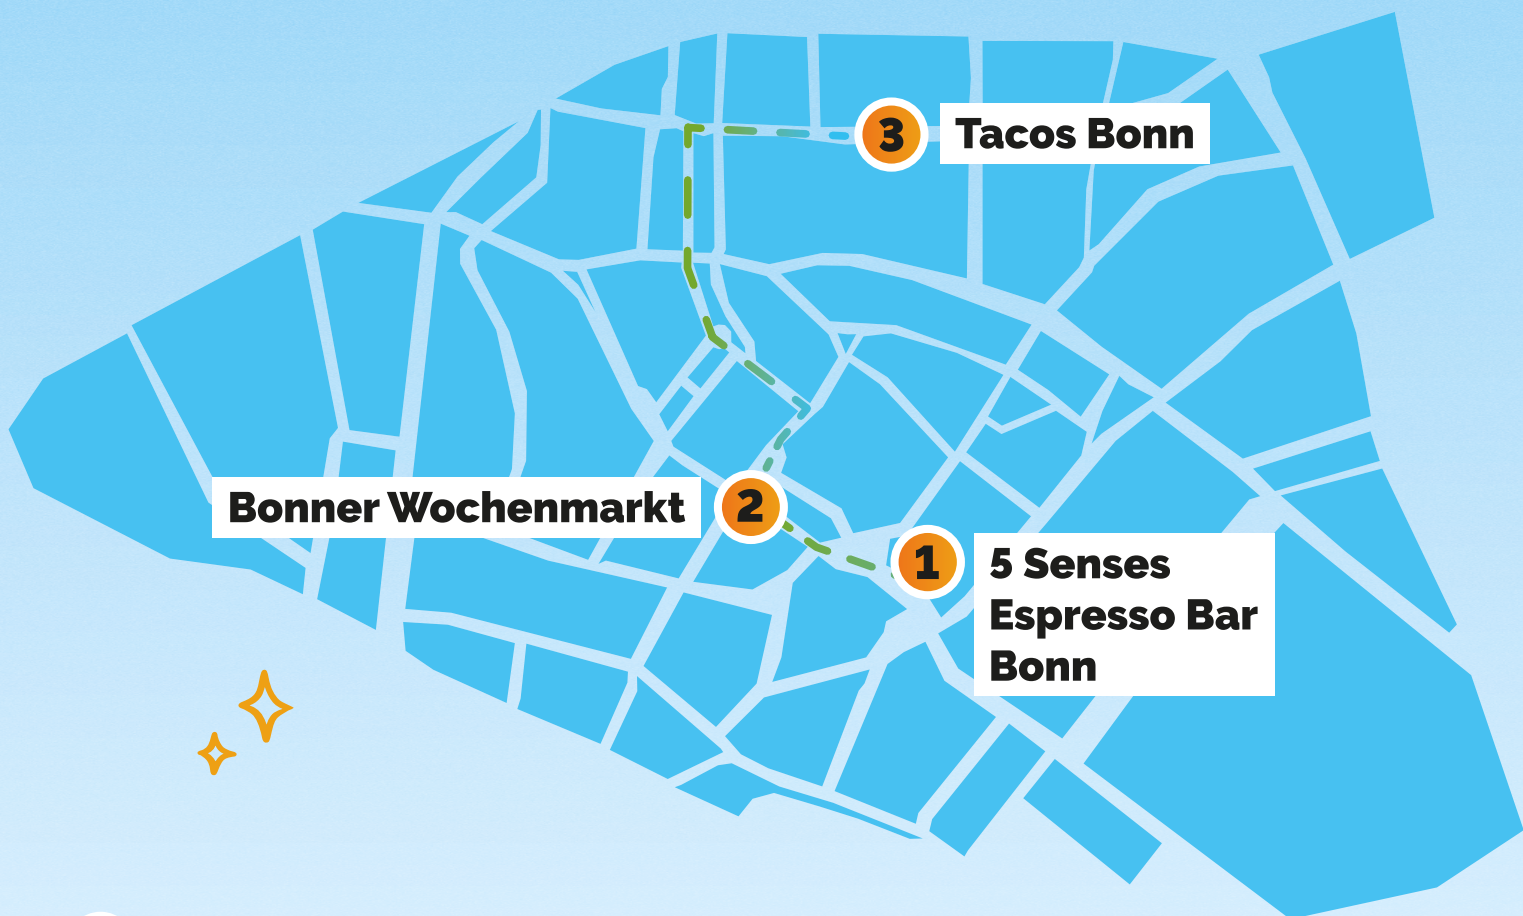 3
Tacos Bonn
Bonner Wochenmarkt
2
1
5 Senses
Espresso Bar
Bonn